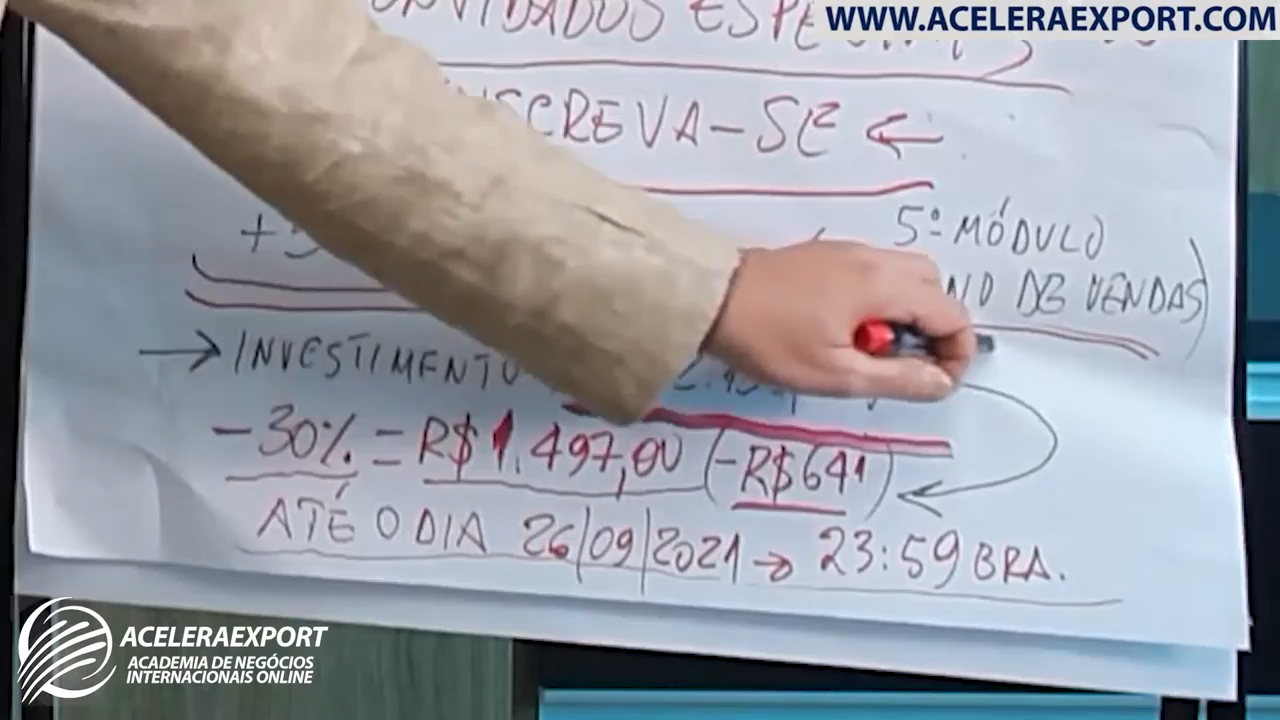 WWW.ACELERAEXPORT.COM
INSCREVA-SE ←
5º MÓDULO
DE VENDAS)
→ INVESTIMENTO
-30% = R$ 1.497,00 (-R$641)
ATÉ O DIA 26/09/2021 → 23:59 BRA.
ACELERAEXPORT
ACADEMIA DE NEGÓCIOS
INTERNACIONAIS ONLINE